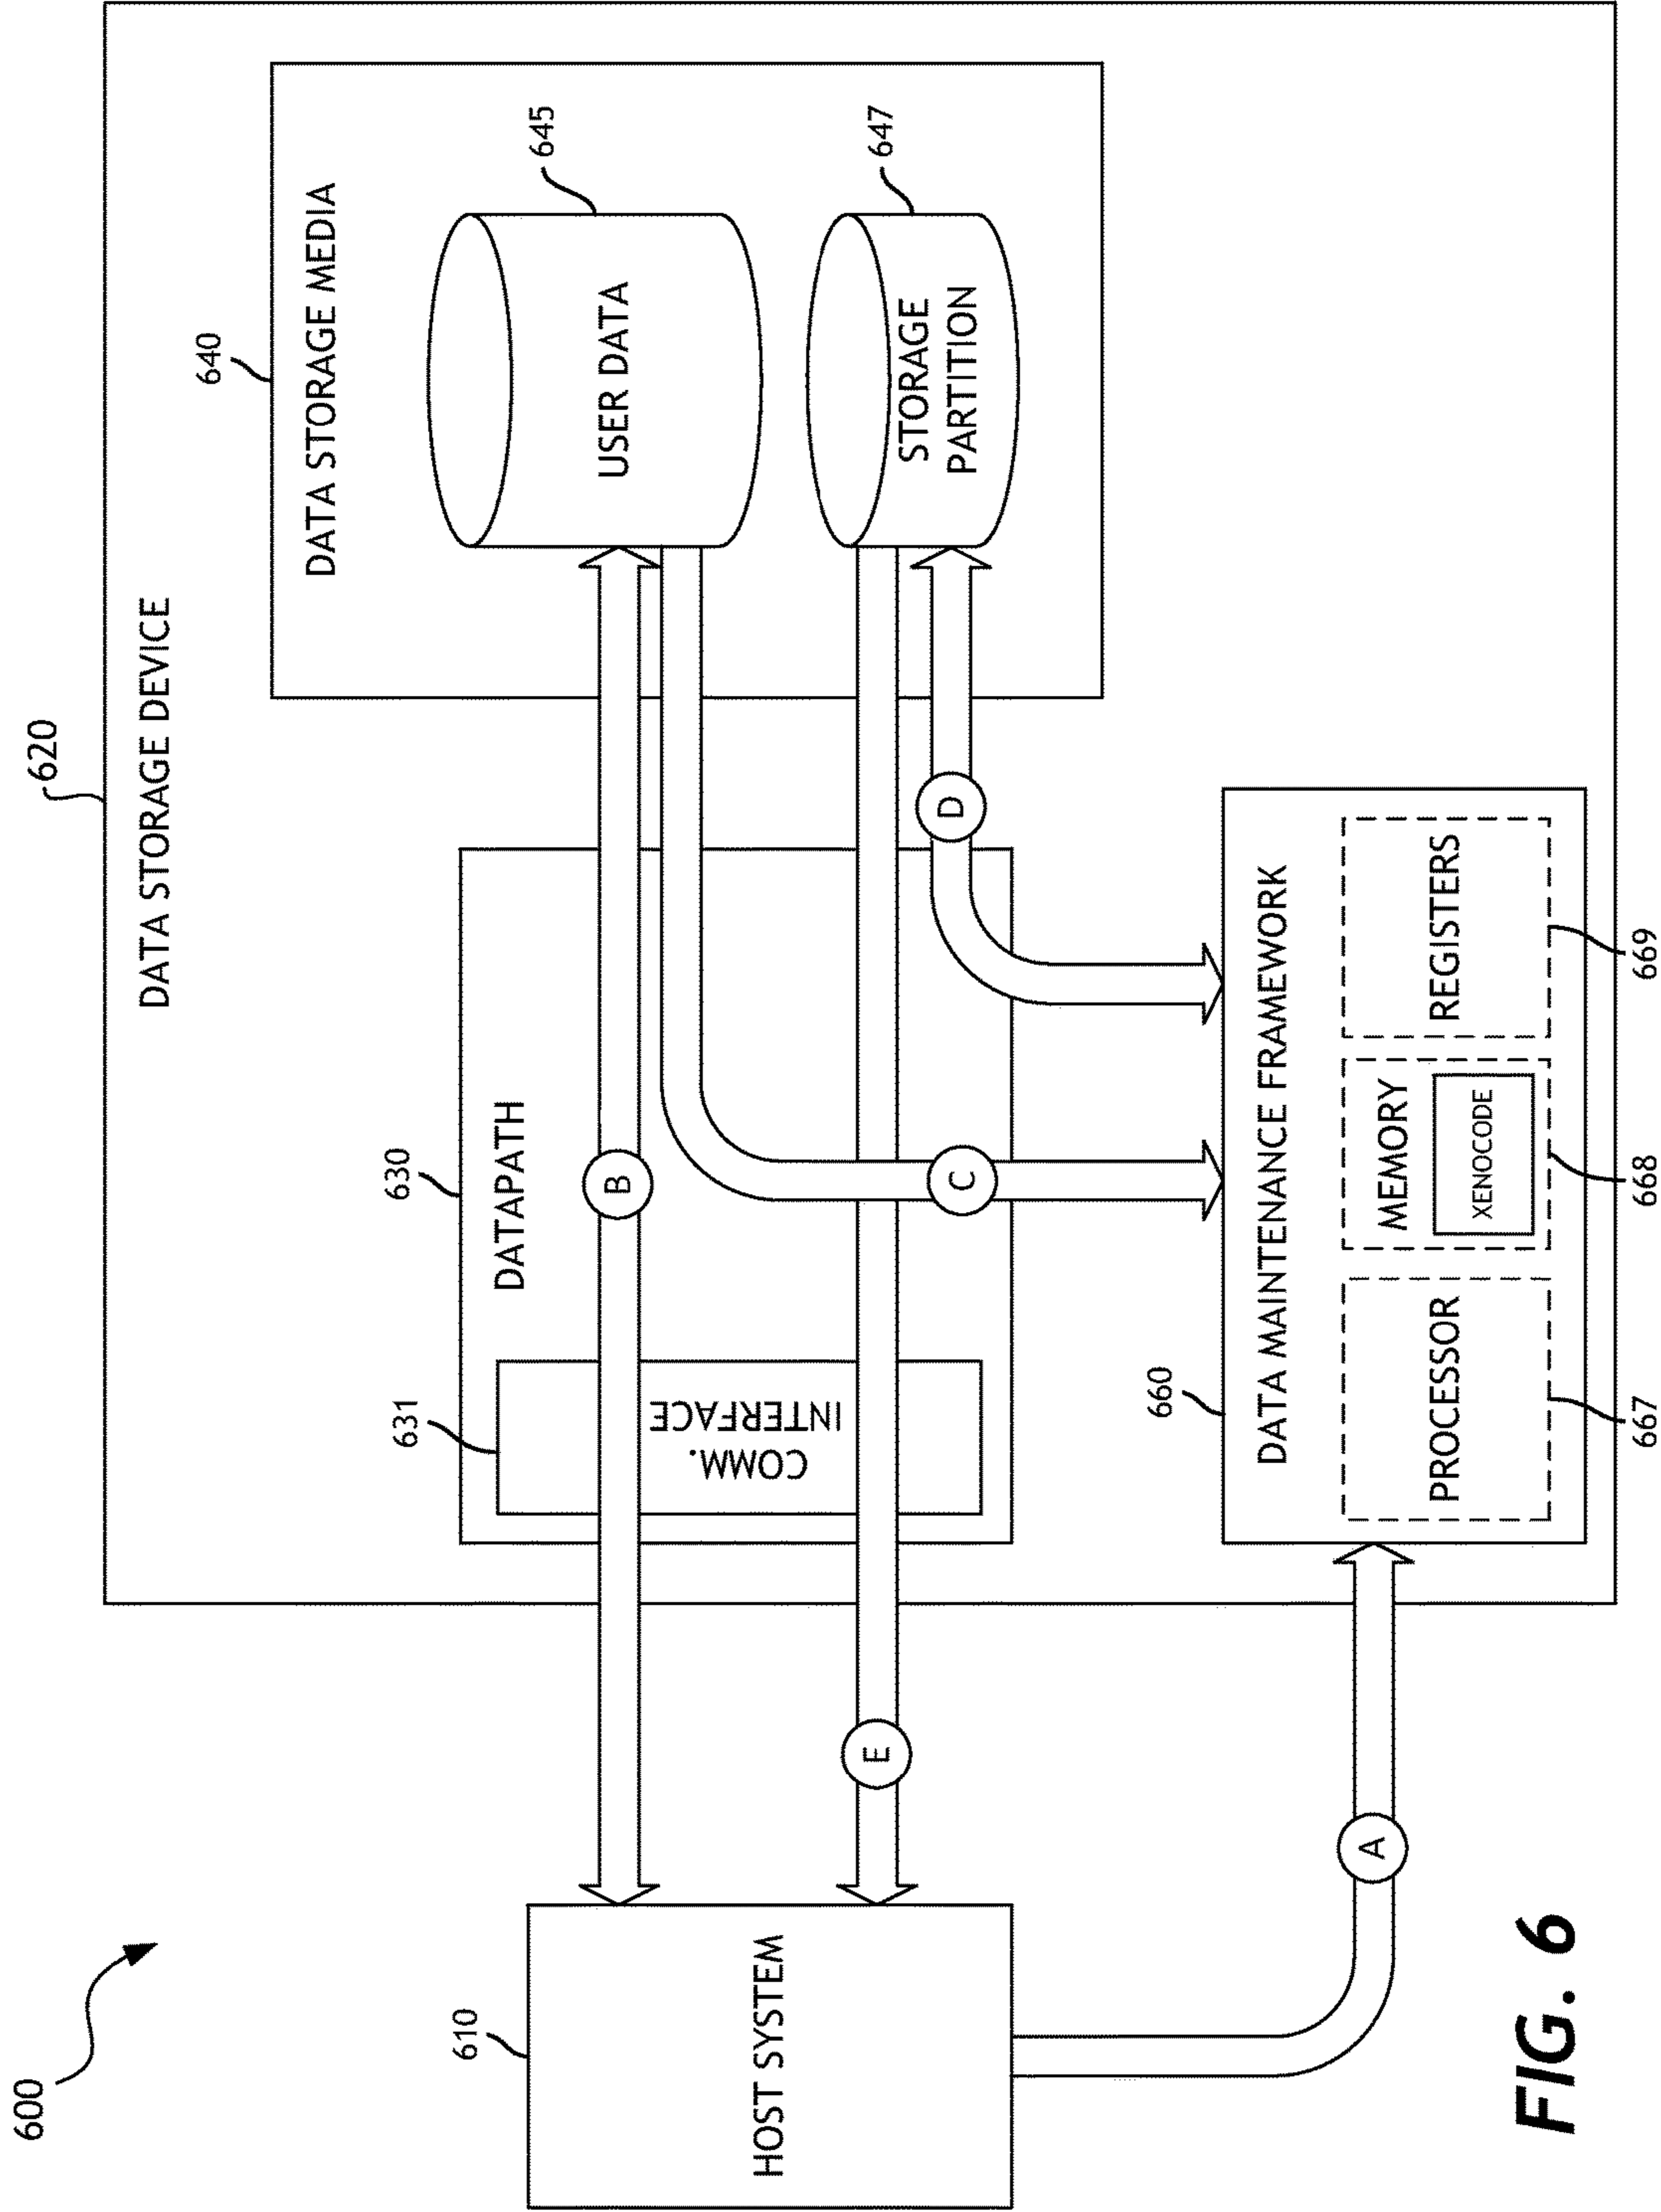 600
620
DATA STORAGE DEVICE
640
DATA STORAGE MEDIA
630
DATAPATH
645
USER DATA
631
COMM.
INTERFACE
B
610
HOST SYSTEM
647
STORAGE
PARTITION
E
C
D
660
DATA MAINTENANCE FRAMEWORK
A
PROCESSOR
MEMORY
XENOCODE
REGISTERS
667
668
669
FIG. 6